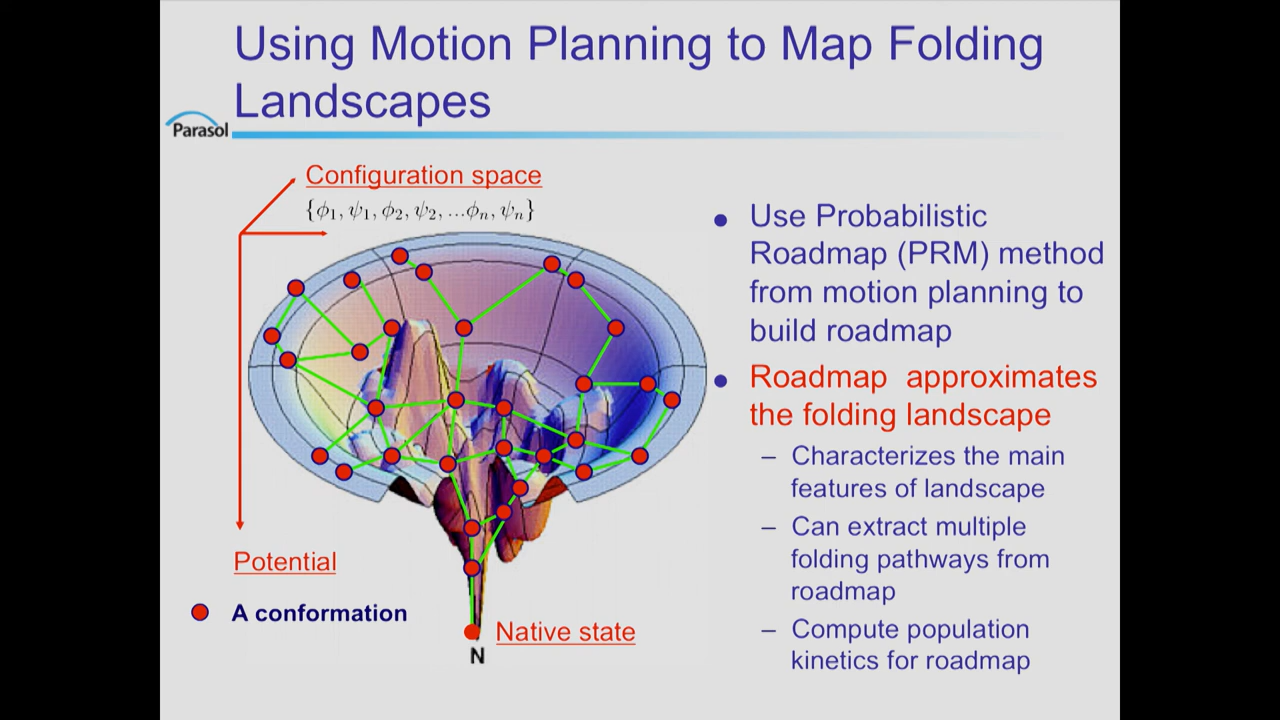 Using Motion Planning to Map Folding
Landscapes
Parasol
Configuration space
{ϕ₁, ψ₁, ϕ₂, ψ₂, ...ϕₙ, ψₙ}
Potential
A conformation
Native state
N
• Use Probabilistic
Roadmap (PRM) method
from motion planning to
build roadmap
• Roadmap approximates
the folding landscape
– Characterizes the main
features of landscape
– Can extract multiple
folding pathways from
roadmap
– Compute population
kinetics for roadmap